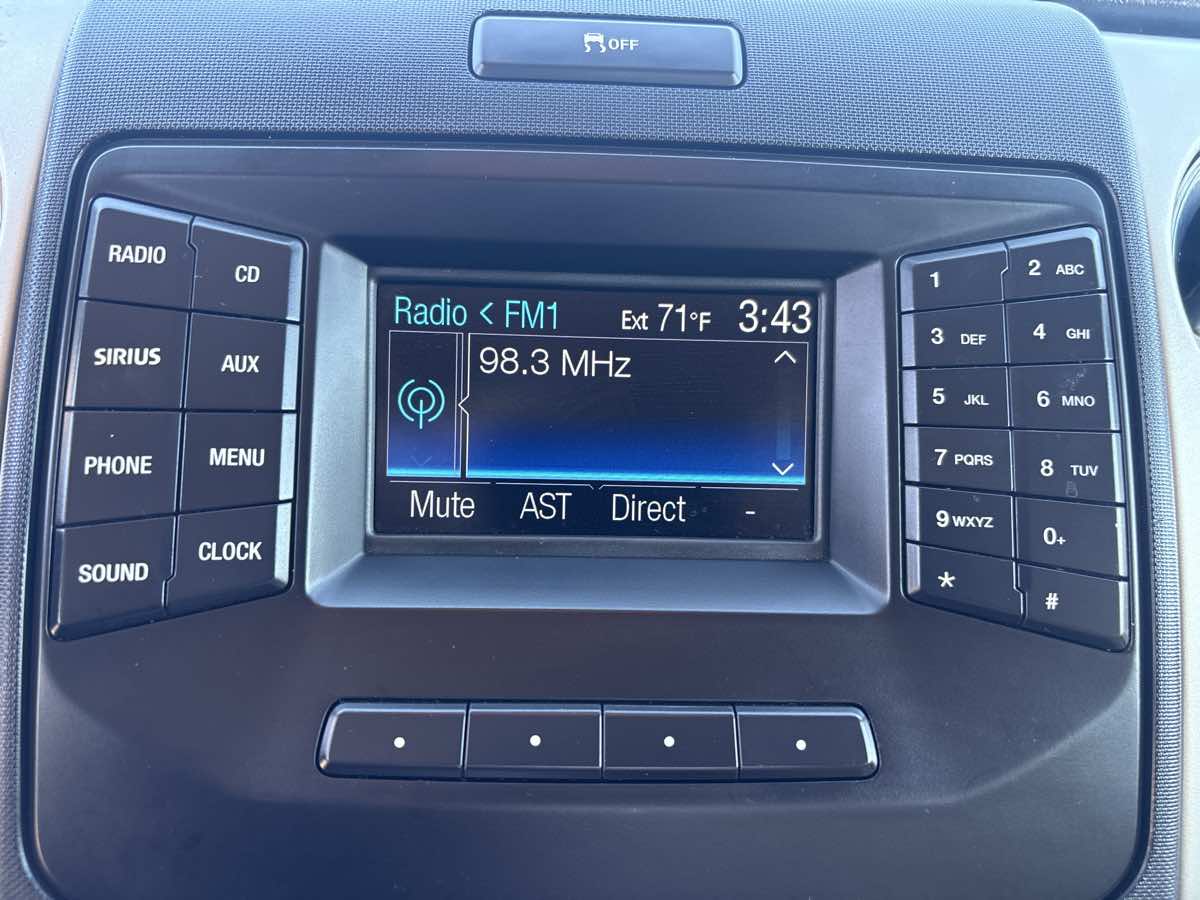 OFF
RADIO
CD
SIRIUS
AUX
PHONE
MENU
SOUND
CLOCK
Radio < FM1 Ext 71°F 3:43
98.3 MHz
Mute AST Direct -
1
2 ABC
3 DEF
4 GHI
5 JKL
6 MNO
7 PQRS
8 TUV
9 WXYZ
0+
*
#